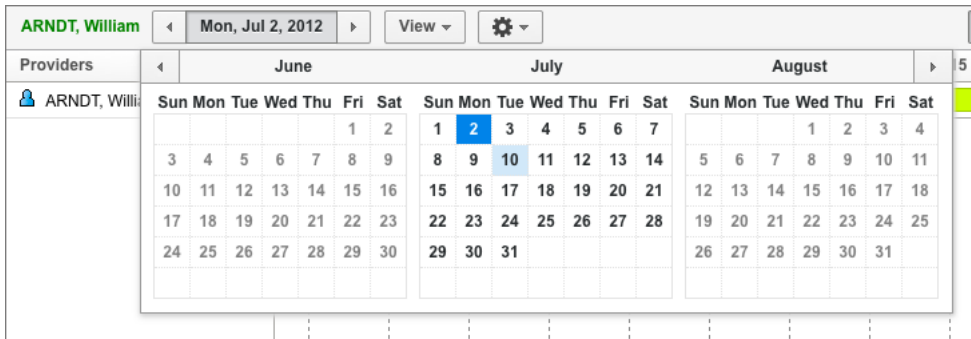 ARNDT, William Mon, Jul 2, 2012 View
Providers June July August 15
ARNDT, Willi
Sun Mon Tue Wed Thu Fri Sat Sun Mon Tue Wed Thu Fri Sat Sun Mon Tue Wed Thu Fri Sat
1 2 1 2 3 4 5 6 7 1 2 3 4
3 4 5 6 7 8 9 8 9 10 11 12 13 14 5 6 7 8 9 10 11
10 11 12 13 14 15 16 15 16 17 18 19 20 21 12 13 14 15 16 17 18
17 18 19 20 21 22 23 22 23 24 25 26 27 28 19 20 21 22 23 24 25
24 25 26 27 28 29 30 29 30 31 26 27 28 29 30 31